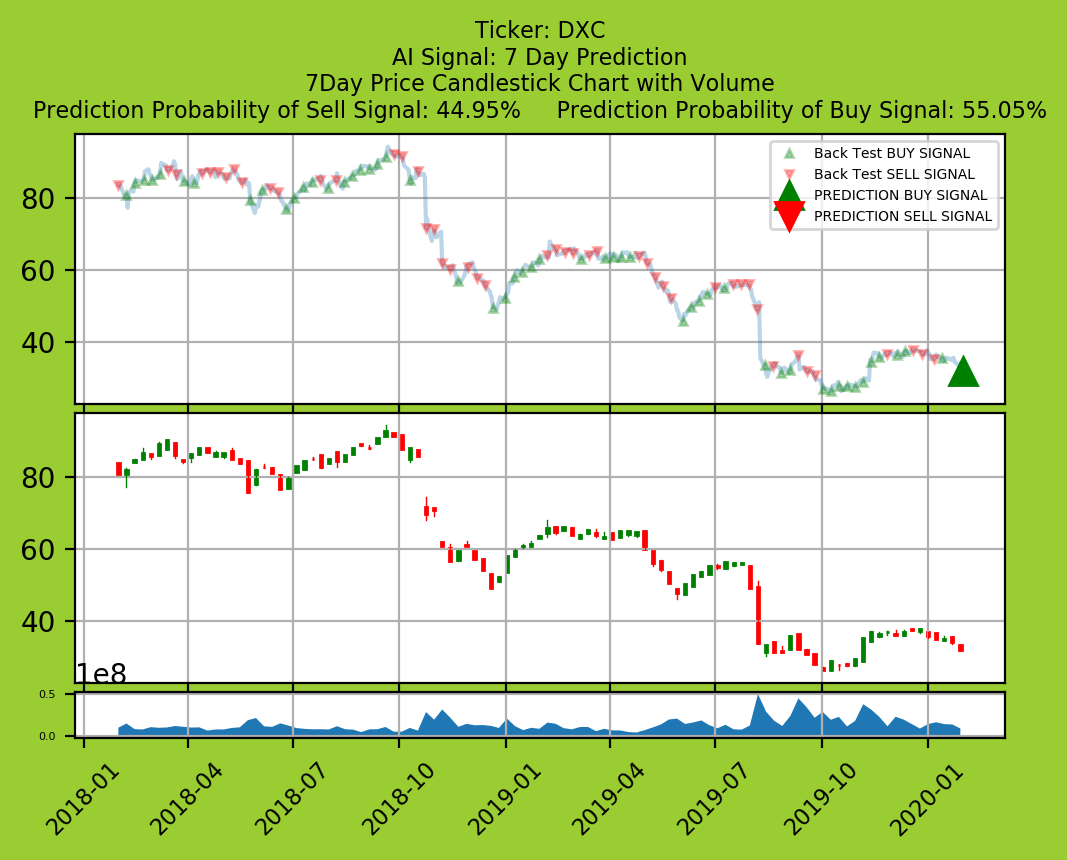 Ticker: DXC
AI Signal: 7 Day Prediction
7Day Price Candlestick Chart with Volume
Prediction Probability of Sell Signal: 44.95%     Prediction Probability of Buy Signal: 55.05%
Back Test BUY SIGNAL
Back Test SELL SIGNAL
PREDICTION BUY SIGNAL
PREDICTION SELL SIGNAL
80
60
40
80
60
40
1e8
0.5
0.0
2018-01
2018-04
2018-07
2018-10
2019-01
2019-04
2019-07
2019-10
2020-01